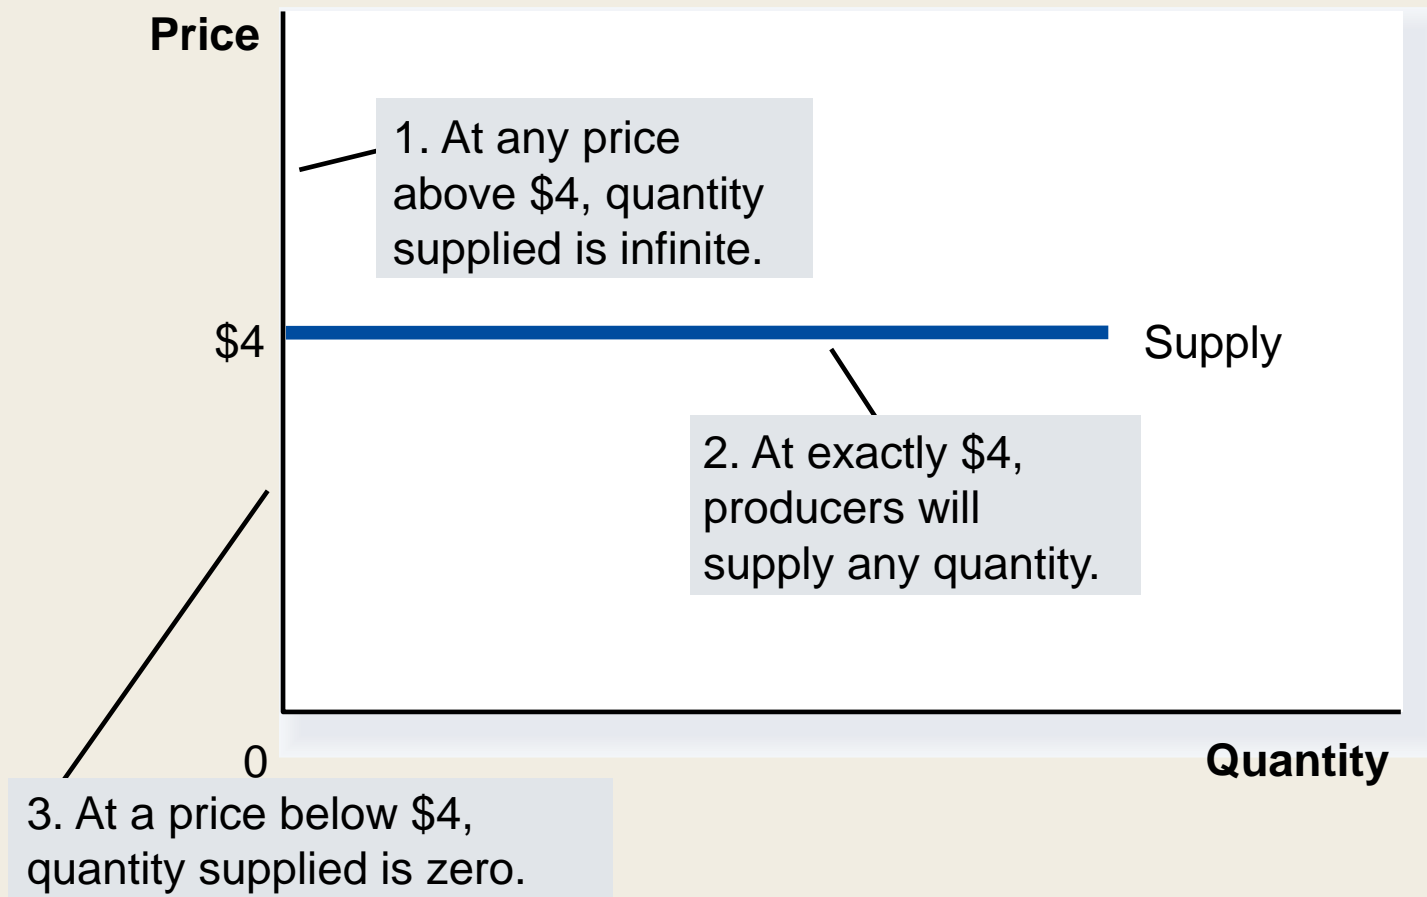 Price
1. At any price
above $4, quantity
supplied is infinite.
$4
Supply
2. At exactly $4,
producers will
supply any quantity.
0
Quantity
3. At a price below $4,
quantity supplied is zero.